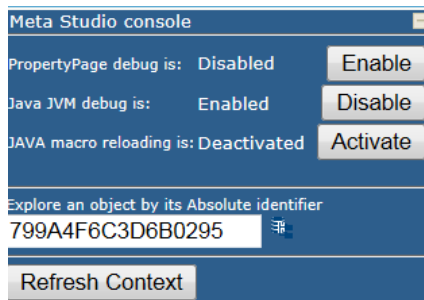 Meta Studio console
PropertyPage debug is: Disabled Enable
Java JVM debug is: Enabled Disable
JAVA macro reloading is: Deactivated Activate
Explore an object by its Absolute identifier
799A4F6C3D6B0295
Refresh Context